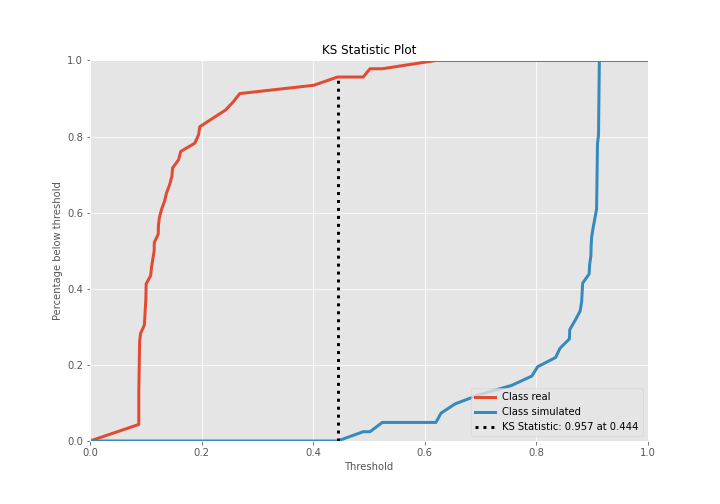 KS Statistic Plot
Percentage below threshold
1.0
0.8
0.6
0.4
0.2
0.0
0.0 0.2 0.4 0.6 0.8 1.0
Threshold
Class real
Class simulated
KS Statistic: 0.957 at 0.444